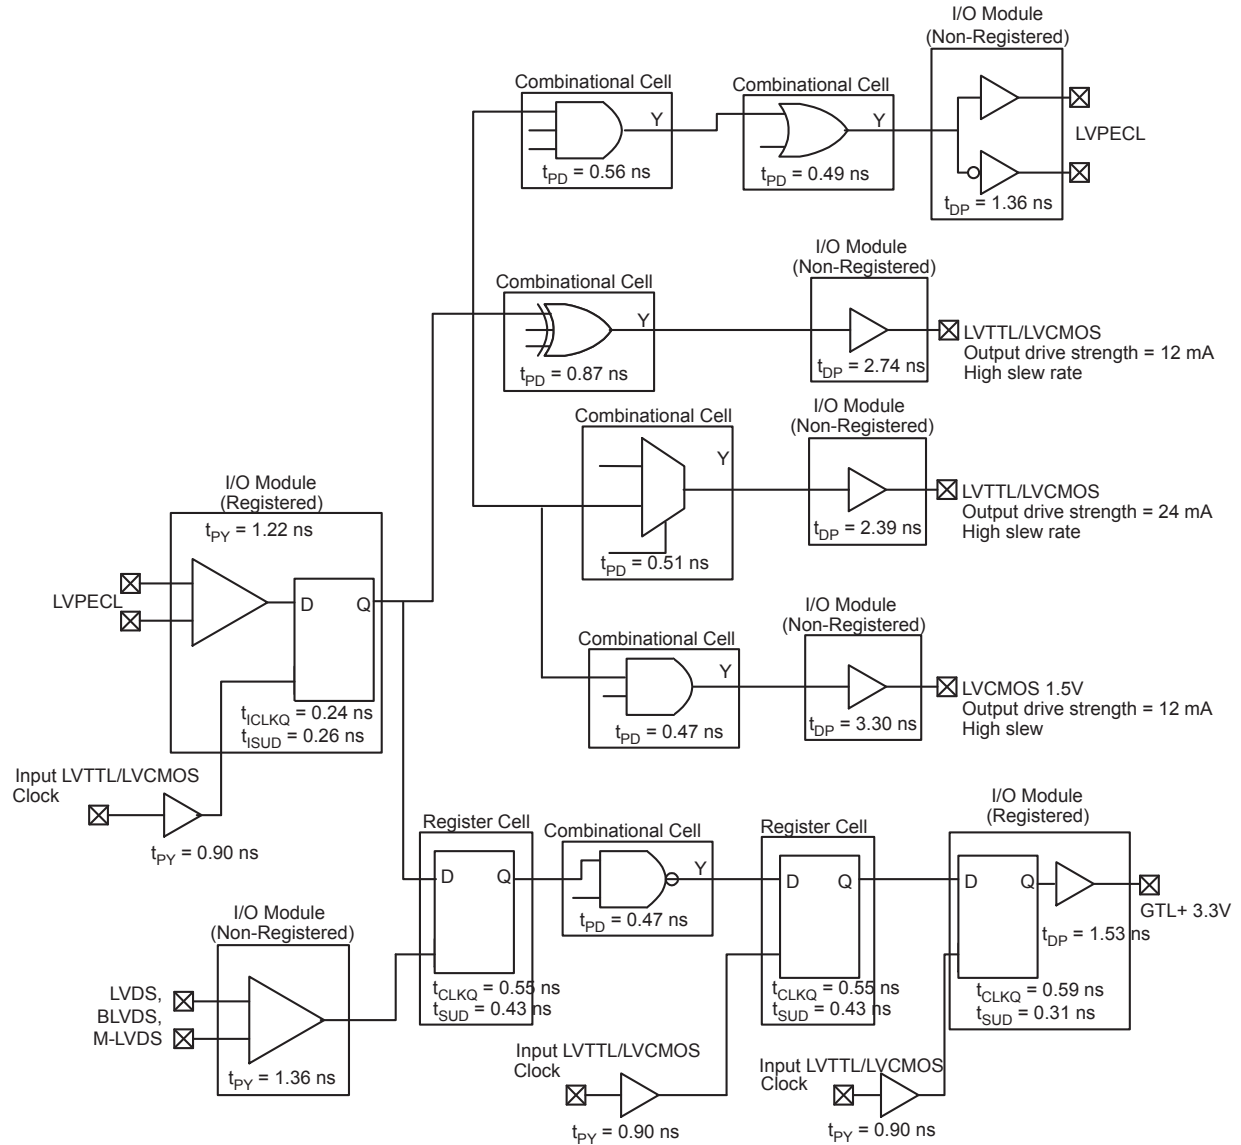 I/O Module
(Non-Registered)
Combinational Cell
Y
tPD = 0.56 ns
Combinational Cell
Y
tPD = 0.49 ns
LVPECL
tDP = 1.36 ns
I/O Module
(Non-Registered)
Combinational Cell
Y
tPD = 0.87 ns
tDP = 2.74 ns
LVTTL/LVCMOS
Output drive strength = 12 mA
High slew rate
I/O Module
(Non-Registered)
Combinational Cell
Y
tPD = 0.51 ns
tDP = 2.39 ns
LVTTL/LVCMOS
Output drive strength = 24 mA
High slew rate
I/O Module
(Registered)
tPY = 1.22 ns
LVPECL
D
Q
tICLKQ = 0.24 ns
tISUD = 0.26 ns
Input LVTTL/LVCMOS
Clock
tPY = 0.90 ns
I/O Module
(Non-Registered)
Combinational Cell
Y
tPD = 0.47 ns
tDP = 3.30 ns
LVCMOS 1.5V
Output drive strength = 12 mA
High slew
Register Cell
D
Q
tCLKQ = 0.55 ns
tSUD = 0.43 ns
Combinational Cell
Y
tPD = 0.47 ns
Register Cell
D
Q
tCLKQ = 0.55 ns
tSUD = 0.43 ns
I/O Module
(Registered)
D
Q
tDP = 1.53 ns
tCLKQ = 0.59 ns
tSUD = 0.31 ns
GTL+ 3.3V
I/O Module
(Non-Registered)
LVDS,
BLVDS,
M-LVDS
tPY = 1.36 ns
Input LVTTL/LVCMOS
Clock
tPY = 0.90 ns
Input LVTTL/LVCMOS
Clock
tPY = 0.90 ns